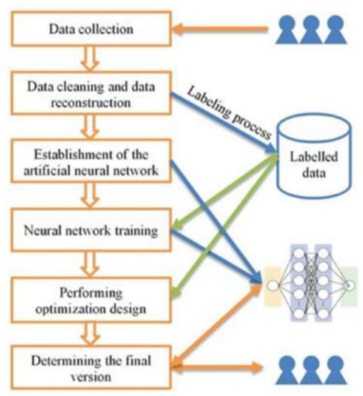 Data collection
Data cleaning and data
reconstruction
Labeling process
Establishment of the
artificial neural network
Labelled
data
Neural network training
Performing
optimization design
Determining the final
version